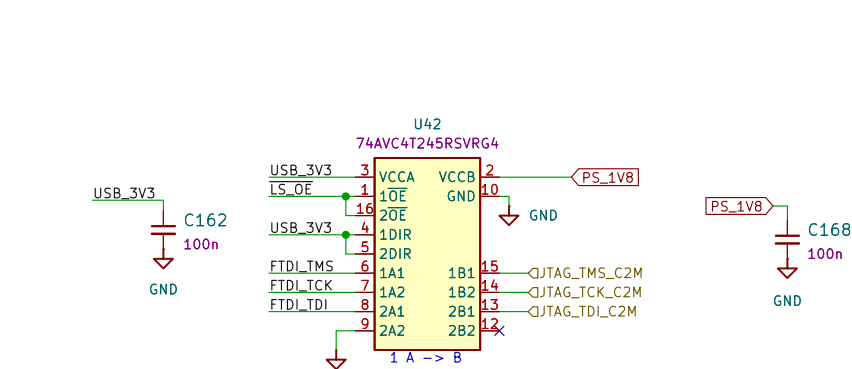 U42
74AVC4T245RSVRG4
USB_3V3 3 VCCA VCCB 2 PS_1V8
LS_OE 1 1OE GND 10 GND
16 2OE
USB_3V3 4 1DIR
5 2DIR
FTDI_TMS 6 1A1 1B1 15 JTAG_TMS_C2M
FTDI_TCK 7 1A2 1B2 14 JTAG_TCK_C2M
FTDI_TDI 8 2A1 2B1 13 JTAG_TDI_C2M
9 2A2 2B2 12
1 A -> B
USB_3V3
C162
100n
GND
PS_1V8
C168
100n
GND